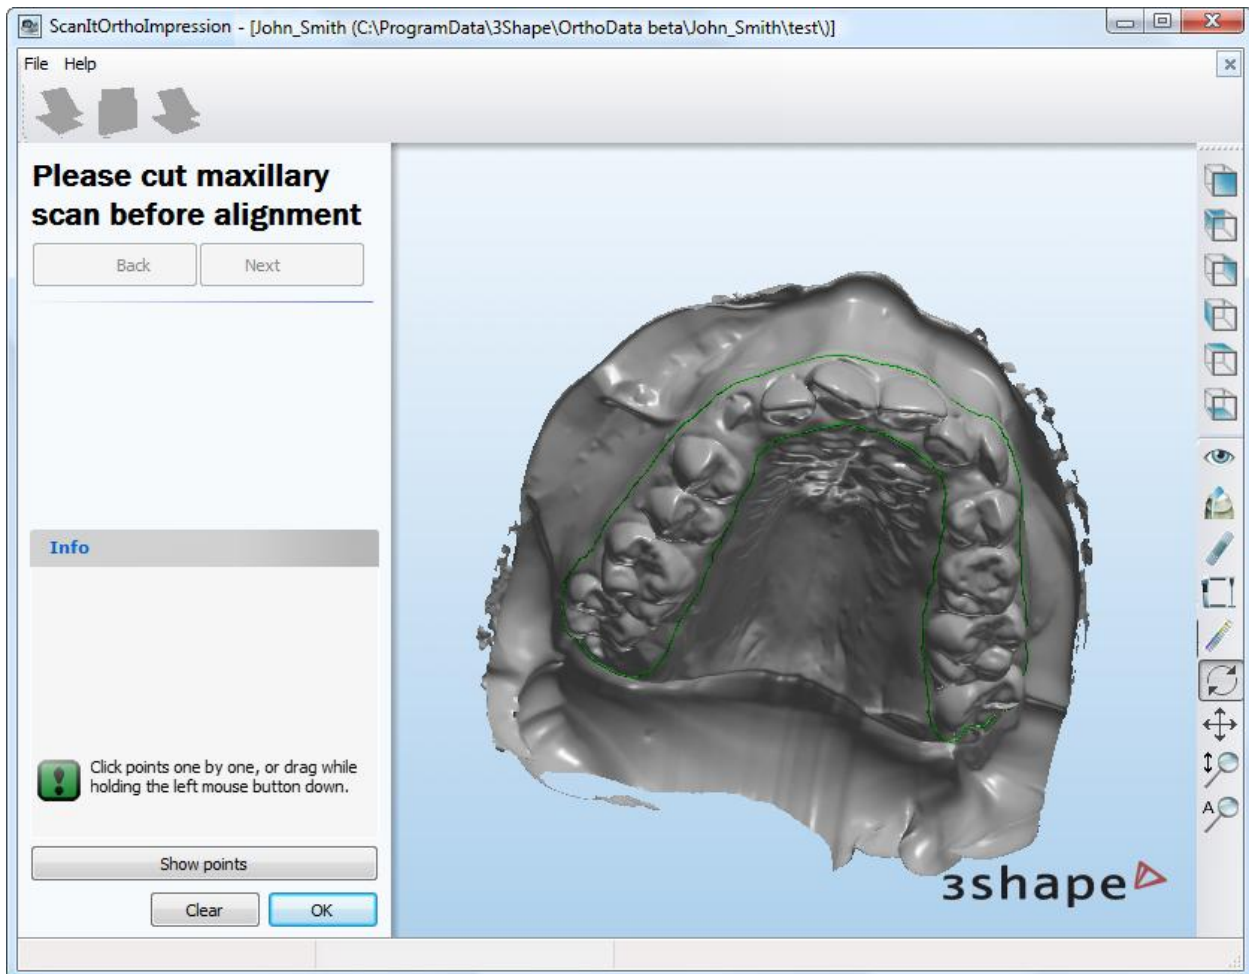 ScanItOrthoImpression - [John_Smith (C:\ProgramData\3Shape\OrthoData beta\John_Smith\test\)]
File Help
Please cut maxillary
scan before alignment
Back Next
Info
Click points one by one, or drag while
holding the left mouse button down.
Show points
Clear OK
A
3shape